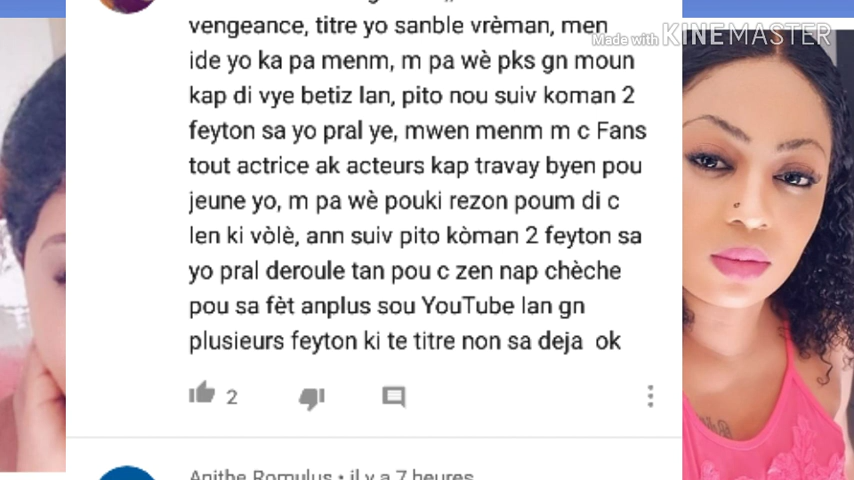 vengeance, titre yo sanble vrèman, men
Made with KINEMASTER
ide yo ka pa menm, m pa wè pks gn moun
kap di vye betiz lan, pito nou suiv koman 2
feyton sa yo pral ye, mwen menm m c Fans
tout actrice ak acteurs kap travay byen pou
jeune yo, m pa wè pouki rezon poum di c
len ki vòlè, ann suiv pito kòman 2 feyton sa
yo pral deroule tan pou c zen nap chèche
pou sa fèt anplus sou YouTube lan gn
plusieurs feyton ki te titre non sa deja ok
2
Anithe Romulus • il y a 7 heures